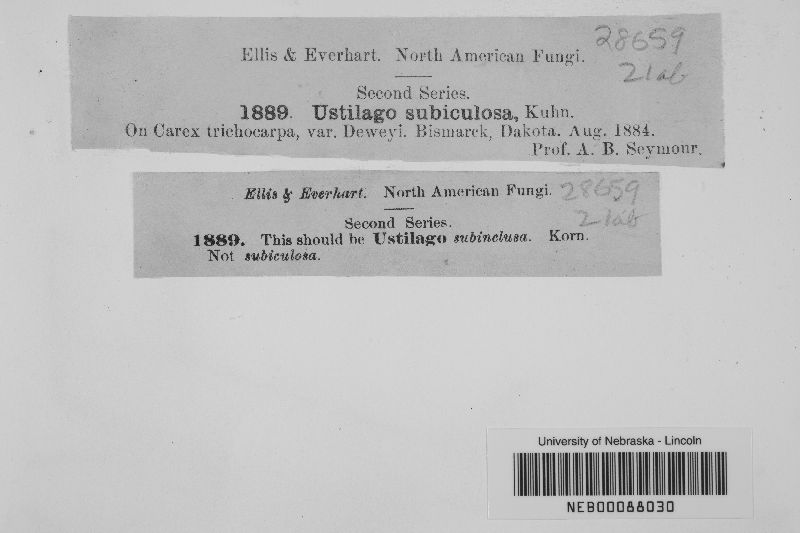 Ellis & Everhart. North American Fungi.
28659
21ab
Second Series.
1889. Ustilago subiculosa, Kuhn.
On Carex trichocarpa, var. Deweyi. Bismarck, Dakota. Aug. 1884.
Prof. A. B. Seymour.
Ellis & Everhart. North American Fungi.
28659
21ab
Second Series.
1889. This should be Ustilago subinclusa. Korn.
Not subiculosa.
University of Nebraska - Lincoln
NEB00088030